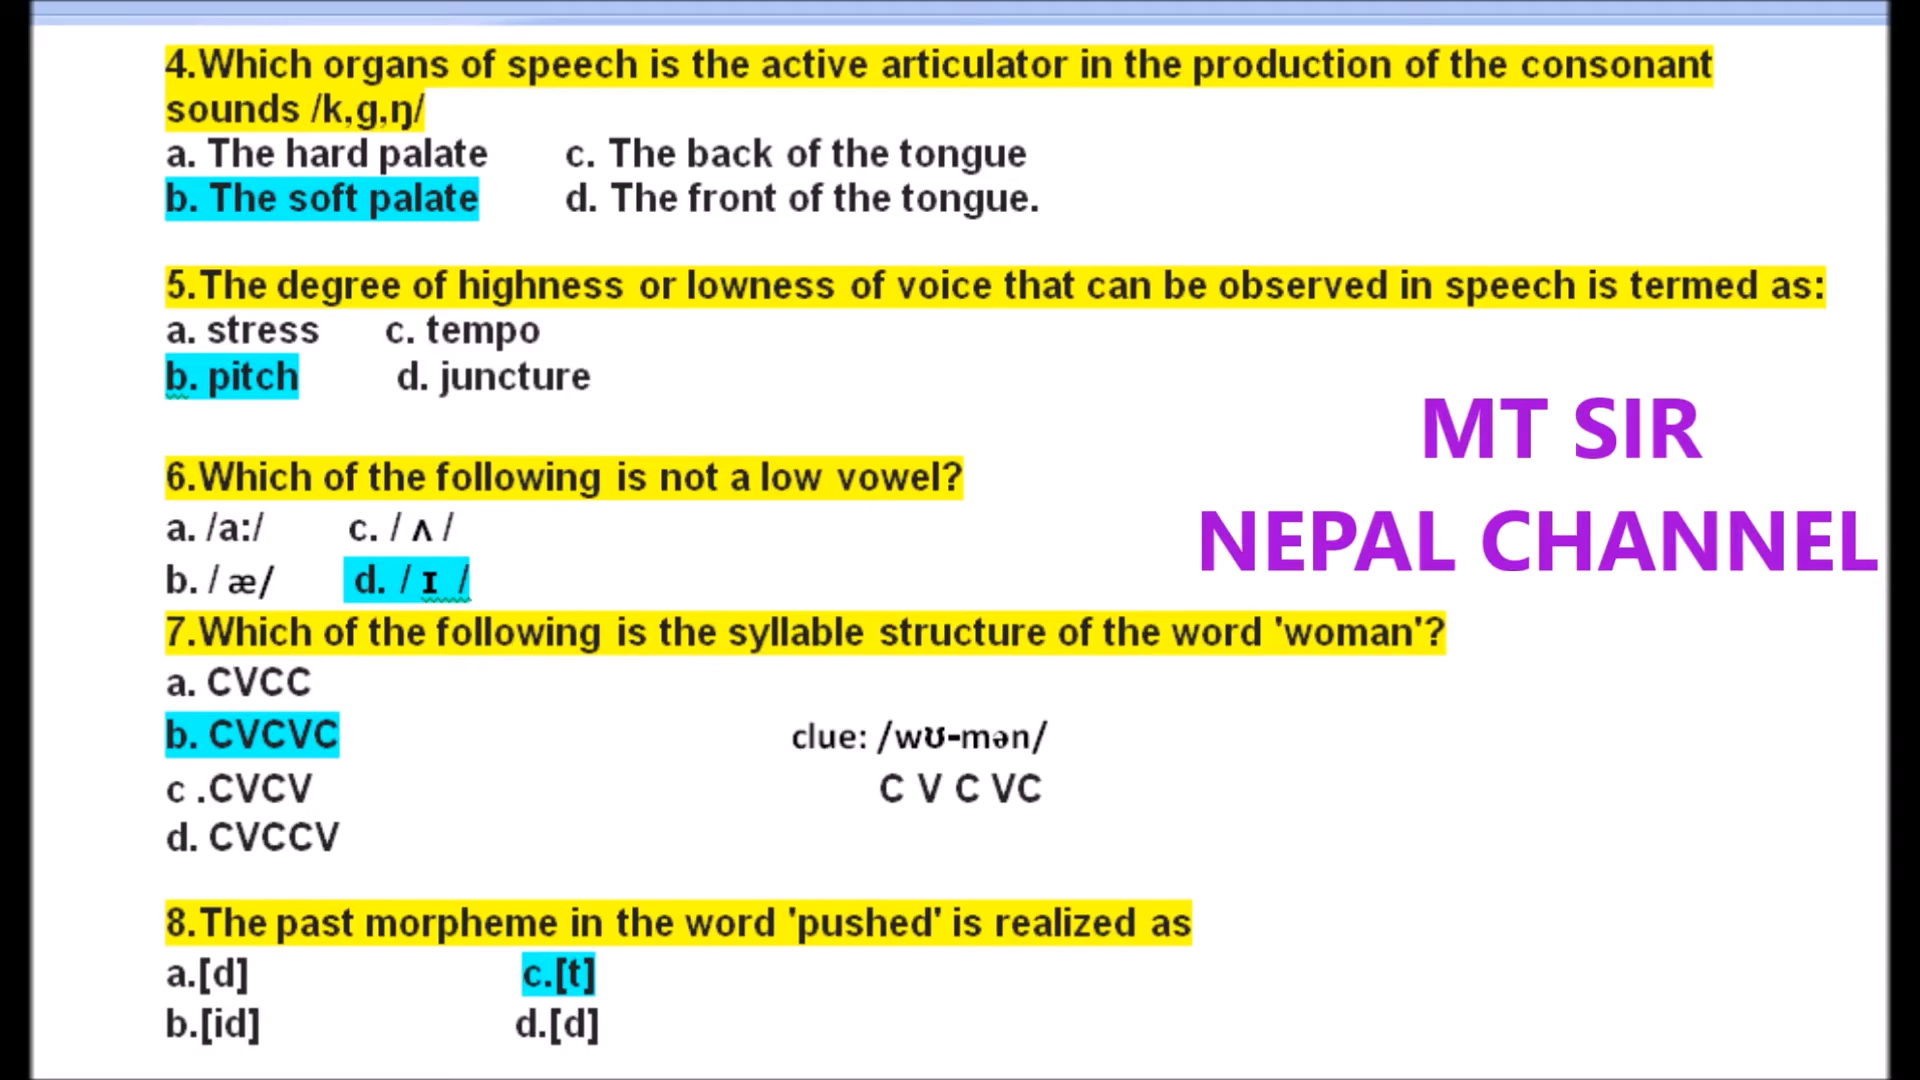 4.Which organs of speech is the active articulator in the production of the consonant
sounds /k,g,ŋ/
a. The hard palate c. The back of the tongue
b. The soft palate d. The front of the tongue.
5.The degree of highness or lowness of voice that can be observed in speech is termed as:
a. stress c. tempo
b. pitch d. juncture
MT SIR
NEPAL CHANNEL
6.Which of the following is not a low vowel?
a. /a:/ c. / ʌ /
b. / æ/ d. / ɪ /
7.Which of the following is the syllable structure of the word 'woman'?
a. CVCC
b. CVCVC clue: /wʊ-mən/
c .CVCV C V C VC
d. CVCCV
8.The past morpheme in the word 'pushed' is realized as
a.[d] c.[t]
b.[id] d.[d]